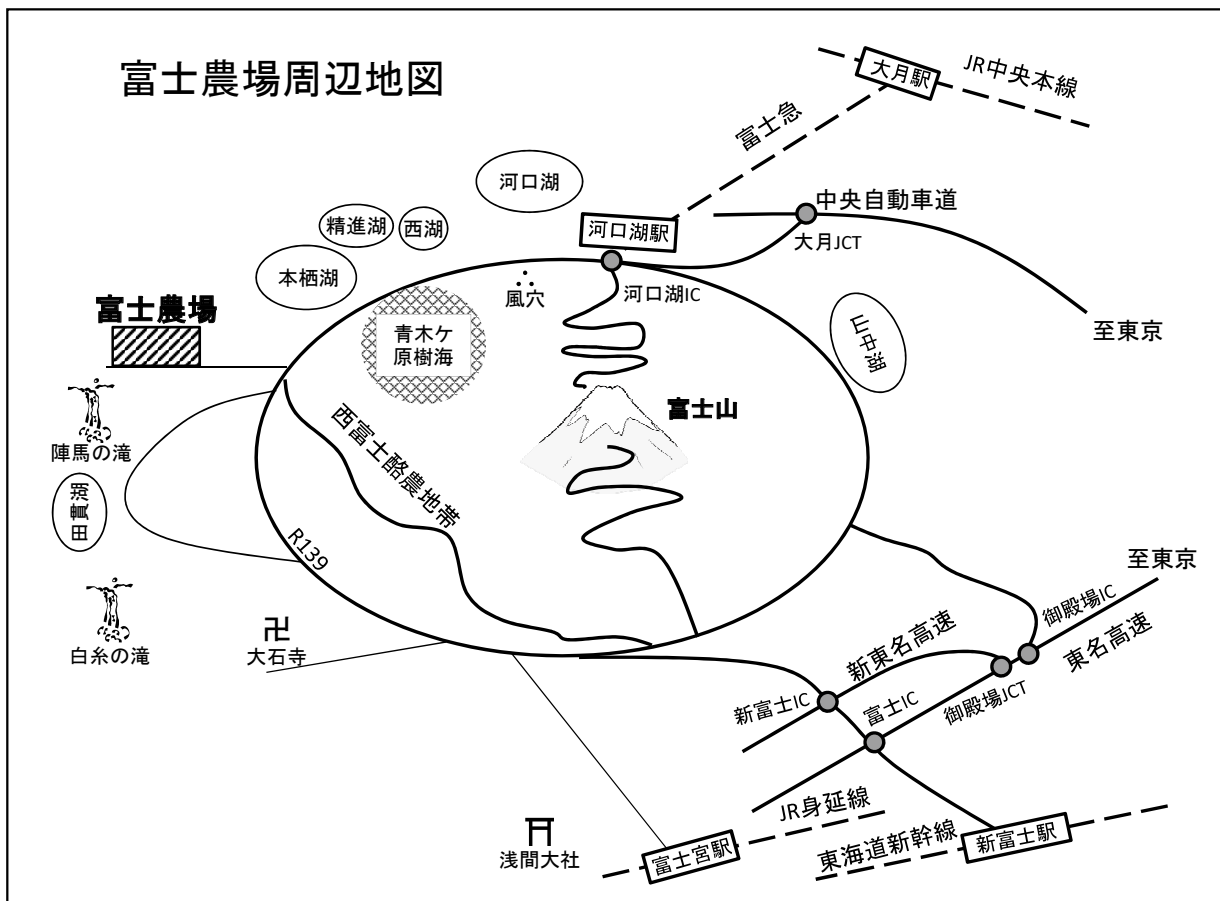 富士農場周辺地図
大月駅
JR中央本線
富士急
河口湖
中央自動車道
精進湖
西湖
河口湖駅
大月JCT
本栖湖
風穴
河口湖IC
富士農場
青木ケ
原樹海
至東京
山中湖
富士山
陣馬の滝
西富士酪農地帯
田貫湖
R139
至東京
白糸の滝
大石寺
御殿場IC
新東名高速
東名高速
新富士IC
富士IC
御殿場JCT
JR身延線
浅間大社
富士宮駅
東海道新幹線
新富士駅